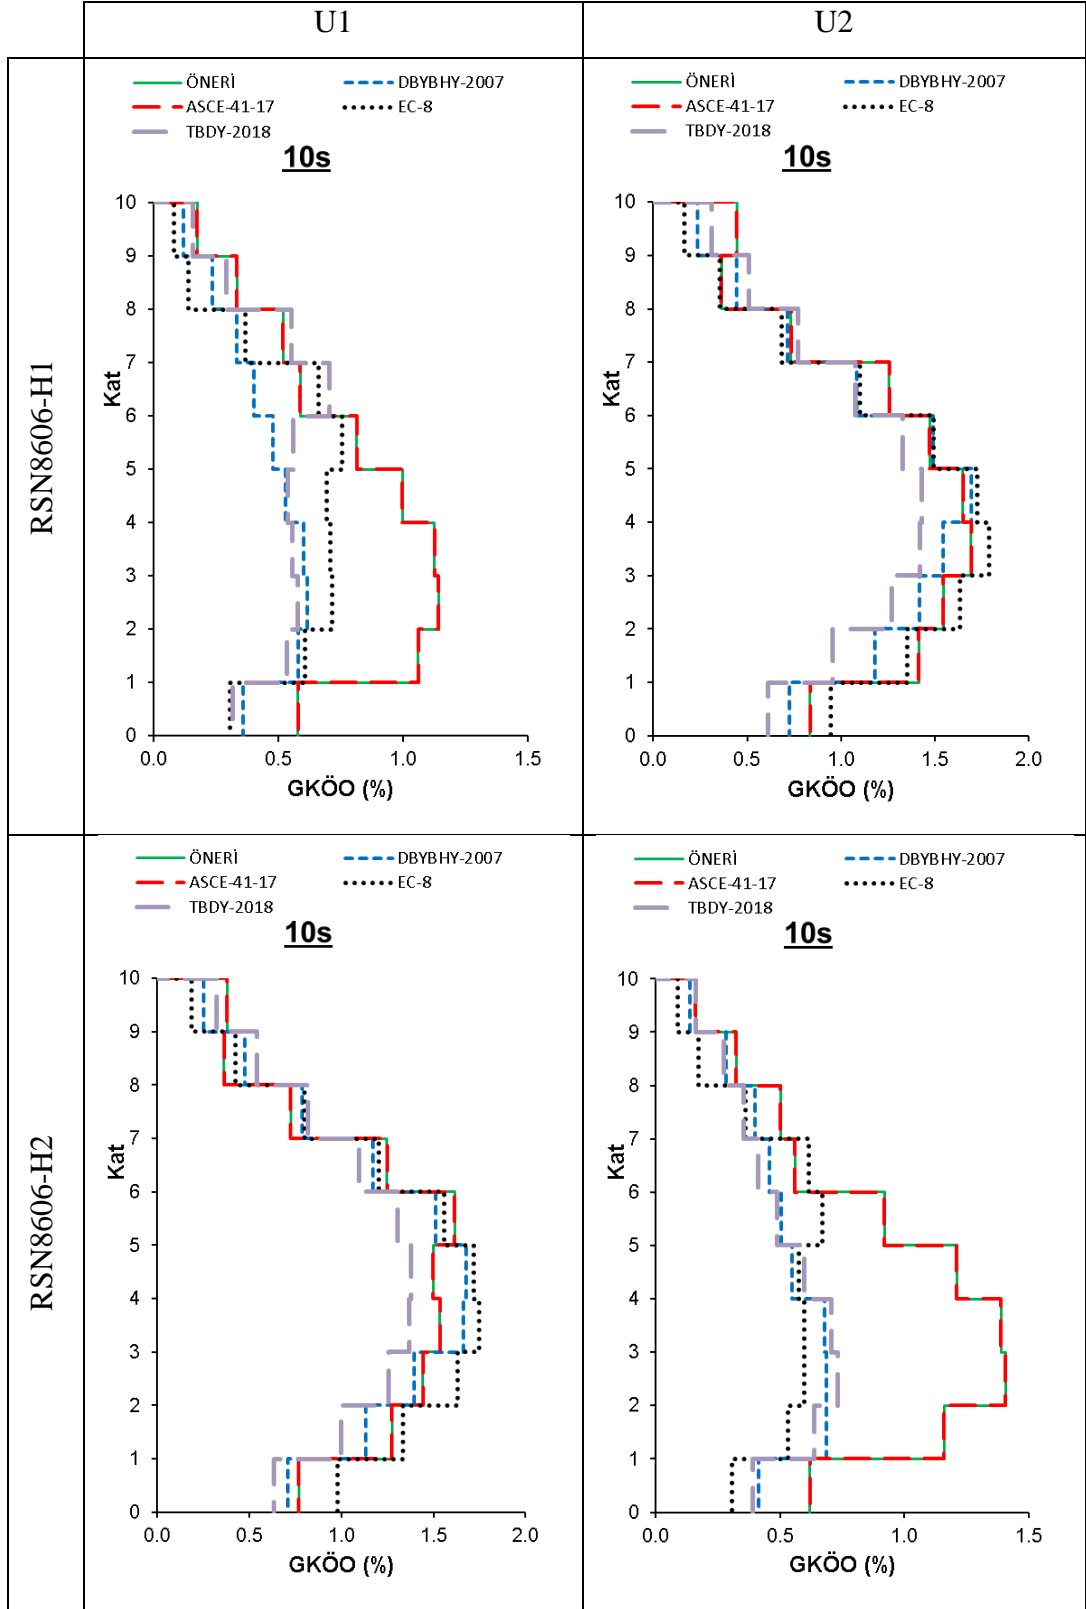 U1
U2
RSN8606-H1
ÖNERİ
DBYBHY-2007
ASCE-41-17
EC-8
TBDY-2018
10s
10
9
8
7
6
5
4
3
2
1
0
Kat
0.0
0.5
1.0
1.5
GKÖO (%)
ÖNERİ
DBYBHY-2007
ASCE-41-17
EC-8
TBDY-2018
10s
10
9
8
7
6
5
4
3
2
1
0
Kat
0.0
0.5
1.0
1.5
2.0
GKÖO (%)
RSN8606-H2
ÖNERİ
DBYBHY-2007
ASCE-41-17
EC-8
TBDY-2018
10s
10
9
8
7
6
5
4
3
2
1
0
Kat
0.0
0.5
1.0
1.5
2.0
GKÖO (%)
ÖNERİ
DBYBHY-2007
ASCE-41-17
EC-8
TBDY-2018
10s
10
9
8
7
6
5
4
3
2
1
0
Kat
0.0
0.5
1.0
1.5
GKÖO (%)